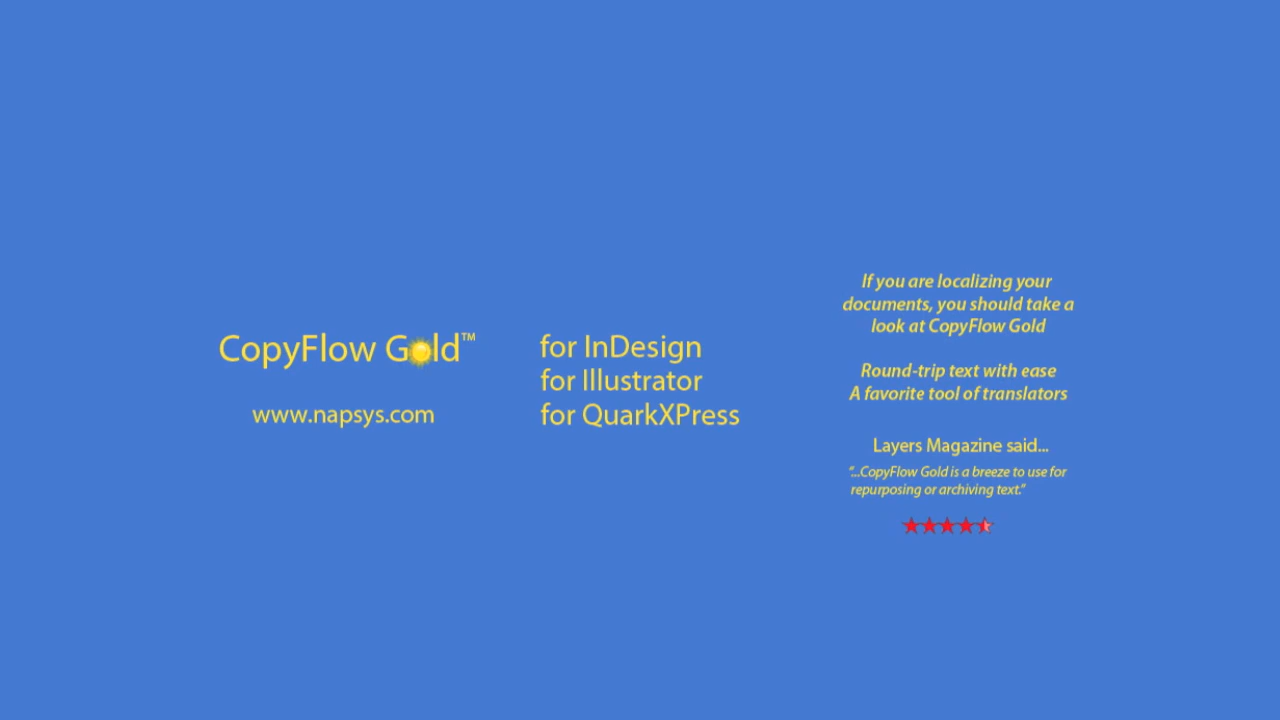 CopyFlow Gold™
www.napsys.com
for InDesign
for Illustrator
for QuarkXPress
If you are localizing your
documents, you should take a
look at CopyFlow Gold
Round-trip text with ease
A favorite tool of translators
Layers Magazine said...
“...CopyFlow Gold is a breeze to use for
repurposing or archiving text.”